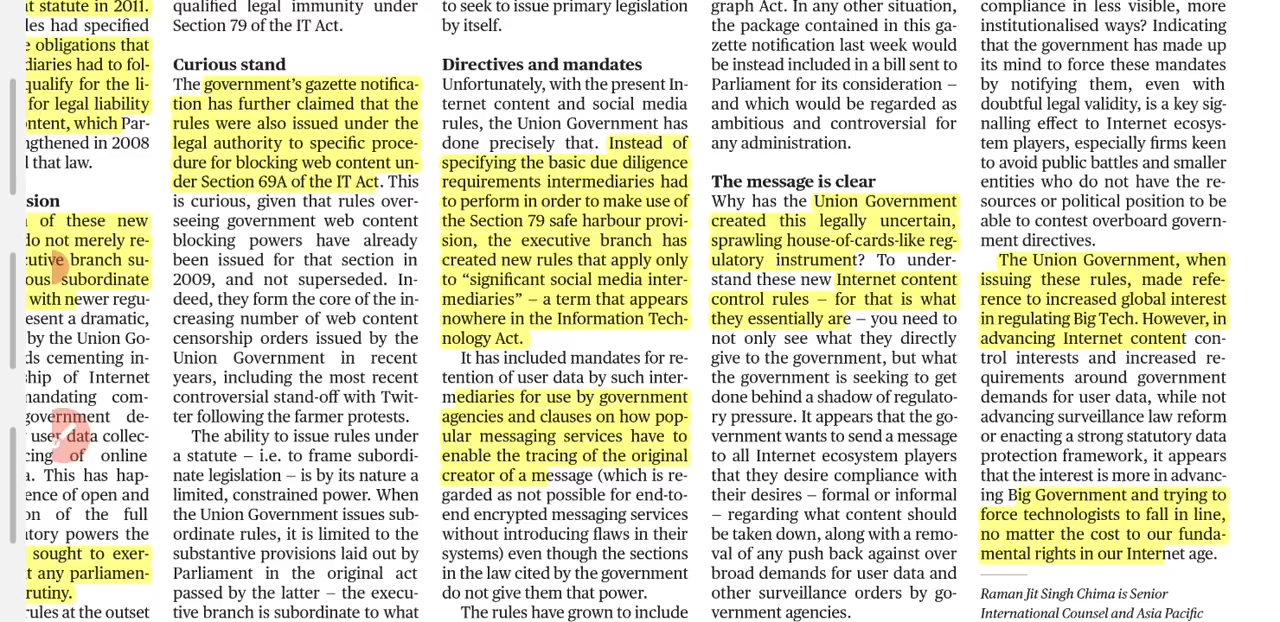 at statute in 2011.
les had specified
e obligations that
diaries had to fol-
qualify for the li-
for legal liability
ntent, which Par-
ngthened in 2008
l that law.
sion
n of these new
do not merely re-
cutive branch su-
ous subordinate
with newer regu-
esent a dramatic,
by the Union Go-
ds cementing in-
ship of Internet
mandating com-
government de-
user data collec-
cing of online
a. This has hap-
ence of open and
on of the full
atory powers the
sought to exer-
t any parliamen-
rutiny.
rules at the outset
qualified legal immunity under
Section 79 of the IT Act.
Curious stand
The government’s gazette notifica-
tion has further claimed that the
rules were also issued under the
legal authority to specific proce-
dure for blocking web content un-
der Section 69A of the IT Act. This
is curious, given that rules over-
seeing government web content
blocking powers have already
been issued for that section in
2009, and not superseded. In-
deed, they form the core of the in-
creasing number of web content
censorship orders issued by the
Union Government in recent
years, including the most recent
controversial stand-off with Twit-
ter following the farmer protests.
The ability to issue rules under
a statute – i.e. to frame subordi-
nate legislation – is by its nature a
limited, constrained power. When
the Union Government issues sub-
ordinate rules, it is limited to the
substantive provisions laid out by
Parliament in the original act
passed by the latter – the execu-
tive branch is subordinate to what
to seek to issue primary legislation
by itself.
Directives and mandates
Unfortunately, with the present In-
ternet content and social media
rules, the Union Government has
done precisely that. Instead of
specifying the basic due diligence
requirements intermediaries had
to perform in order to make use of
the Section 79 safe harbour provi-
sion, the executive branch has
created new rules that apply only
to “significant social media inter-
mediaries” – a term that appears
nowhere in the Information Tech-
nology Act.
It has included mandates for re-
tention of user data by such inter-
mediaries for use by government
agencies and clauses on how pop-
ular messaging services have to
enable the tracing of the original
creator of a message (which is re-
garded as not possible for end-to-
end encrypted messaging services
without introducing flaws in their
systems) even though the sections
in the law cited by the government
do not give them that power.
The rules have grown to include
graph Act. In any other situation,
the package contained in this ga-
zette notification last week would
be instead included in a bill sent to
Parliament for its consideration –
and which would be regarded as
ambitious and controversial for
any administration.
The message is clear
Why has the Union Government
created this legally uncertain,
sprawling house-of-cards-like reg-
ulatory instrument? To under-
stand these new Internet content
control rules – for that is what
they essentially are – you need to
not only see what they directly
give to the government, but what
the government is seeking to get
done behind a shadow of regulato-
ry pressure. It appears that the go-
vernment wants to send a message
to all Internet ecosystem players
that they desire compliance with
their desires – formal or informal
– regarding what content should
be taken down, along with a remo-
val of any push back against over
broad demands for user data and
other surveillance orders by go-
vernment agencies.
compliance in less visible, more
institutionalised ways? Indicating
that the government has made up
its mind to force these mandates
by notifying them, even with
doubtful legal validity, is a key sig-
nalling effect to Internet ecosys-
tem players, especially firms keen
to avoid public battles and smaller
entities who do not have the re-
sources or political position to be
able to contest overboard govern-
ment directives.
The Union Government, when
issuing these rules, made refe-
rence to increased global interest
in regulating Big Tech. However, in
advancing Internet content con-
trol interests and increased re-
quirements around government
demands for user data, while not
advancing surveillance law reform
or enacting a strong statutory data
protection framework, it appears
that the interest is more in advanc-
ing Big Government and trying to
force technologists to fall in line,
no matter the cost to our funda-
mental rights in our Internet age.
Raman Jit Singh Chima is Senior
International Counsel and Asia Pacific